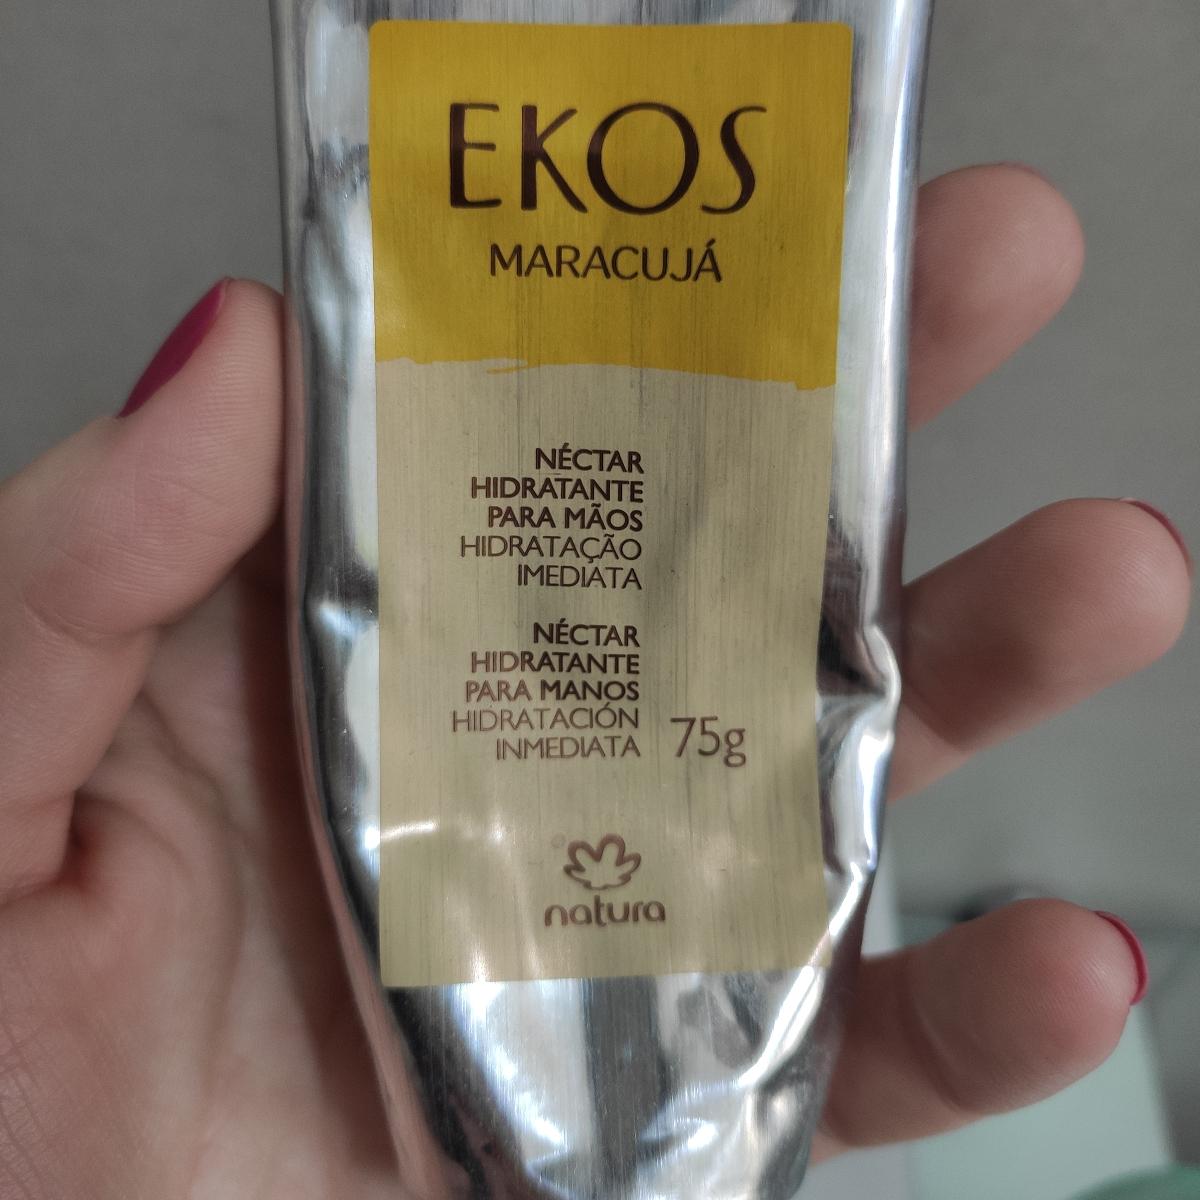 EKOS
MARACUJÁ
NÉCTAR
HIDRATANTE
PARA MÃOS
HIDRATAÇÃO
IMEDIATA
NÉCTAR
HIDRATANTE
PARA MANOS
HIDRATACIÓN
INMEDIATA
75g
natura